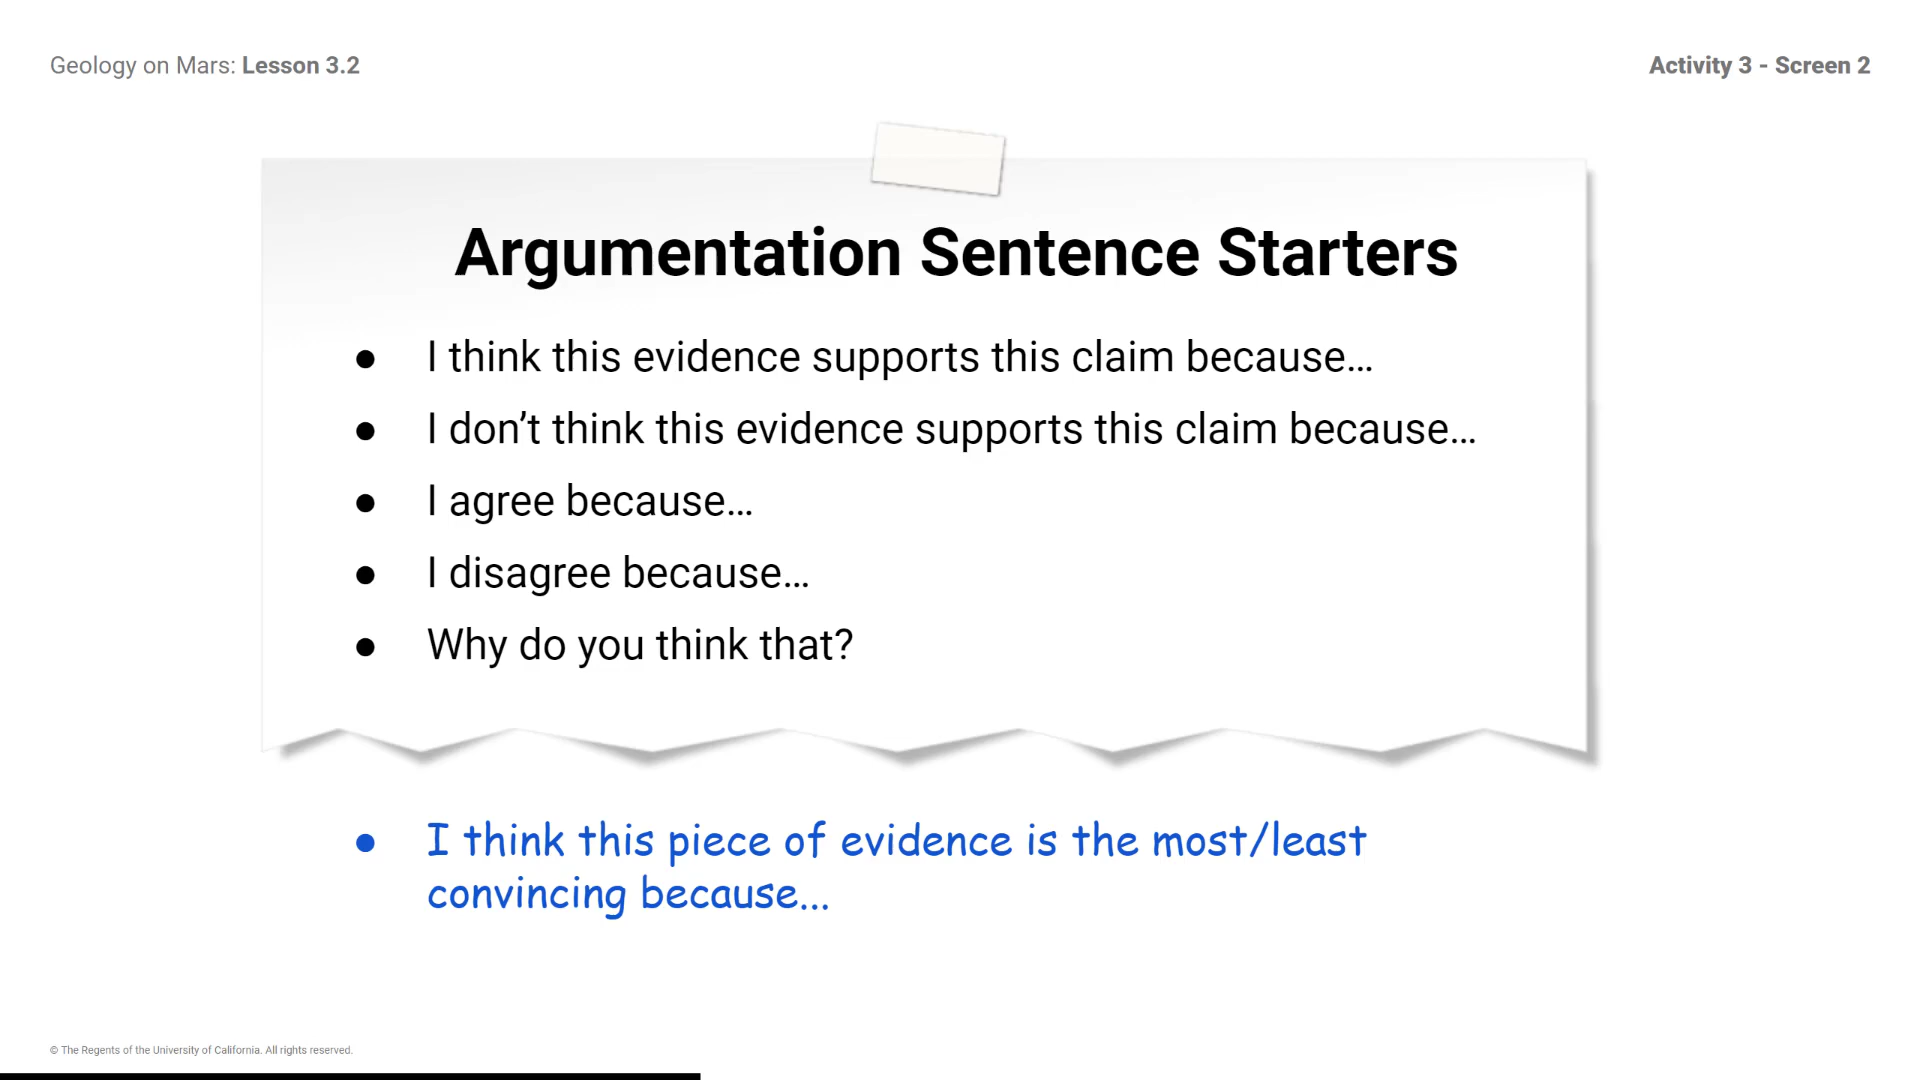 Geology on Mars: Lesson 3.2
Activity 3 - Screen 2
Argumentation Sentence Starters
● I think this evidence supports this claim because…
● I don’t think this evidence supports this claim because…
● I agree because…
● I disagree because…
● Why do you think that?
● I think this piece of evidence is the most/least
convincing because...
© The Regents of the University of California. All rights reserved.